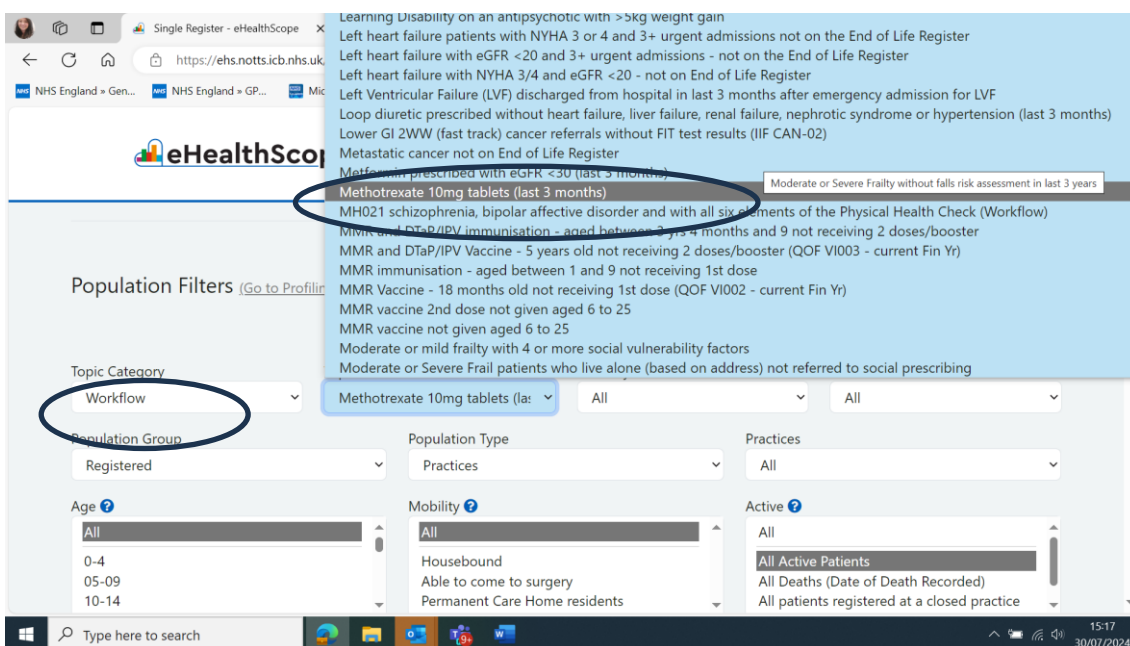 Learning Disability on an antipsychotic with >5kg weight gain
Single Register - eHealthScope
Left heart failure patients with NYHA 3 or 4 and 3+ urgent admissions not on the End of Life Register
https://ehs.notts.icb.nhs.uk,
Left heart failure with eGFR <20 and 3+ urgent admissions - not on the End of Life Register
Left heart failure with NYHA 3/4 and eGFR <20 - not on End of Life Register
NHS England » Gen...
NHS England » GP...
Mic
Left Ventricular Failure (LVF) discharged from hospital in last 3 months after emergency admission for LVF
Loop diuretic prescribed without heart failure, liver failure, renal failure, nephrotic syndrome or hypertension (last 3 months)
Lower GI 2WW (fast track) cancer referrals without FIT test results (IIF CAN-02)
eHealthScop
Metastatic cancer not on End of Life Register
Metformin prescribed with eGFR <30 (last 3 months)
Moderate or Severe Frailty without falls risk assessment in last 3 years
Methotrexate 10mg tablets (last 3 months)
MH021 schizophrenia, bipolar affective disorder and with all six elements of the Physical Health Check (Workflow)
MMR and DTaP/IPV immunisation - aged between 3 yrs 4 months and 9 not receiving 2 doses/booster
MMR and DTaP/IPV Vaccine - 5 years old not receiving 2 doses/booster (QOF VI003 - current Fin Yr)
MMR immunisation - aged between 1 and 9 not receiving 1st dose
Population Filters (Go to Profilin
MMR Vaccine - 18 months old not receiving 1st dose (QOF VI002 - current Fin Yr)
MMR vaccine 2nd dose not given aged 6 to 25
MMR vaccine not given aged 6 to 25
Moderate or mild frailty with 4 or more social vulnerability factors
Moderate or Severe Frail patients who live alone (based on address) not referred to social prescribing
Topic Category
Workflow
Methotrexate 10mg tablets (la
All
All
Population Group
Population Type
Practices
Registered
Practices
All
Age
Mobility
Active
All
All
All
0-4
Housebound
All Active Patients
05-09
Able to come to surgery
All Deaths (Date of Death Recorded)
10-14
Permanent Care Home residents
All patients registered at a closed practice
Type here to search
9+
15:17
30/07/2024